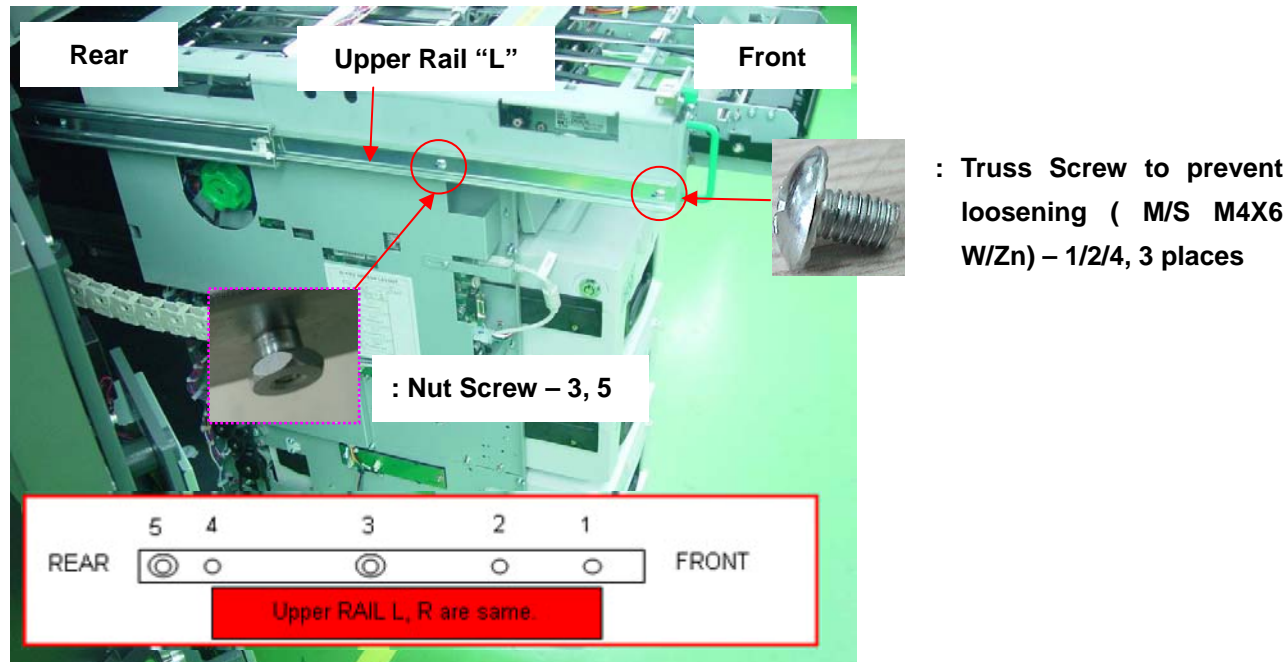 Rear
Upper Rail “L”
Front
: Truss Screw to prevent
loosening ( M/S M4X6
W/Zn) – 1/2/4, 3 places
: Nut Screw – 3, 5
5 4 3 2 1
REAR
FRONT
Upper RAIL L, R are same.